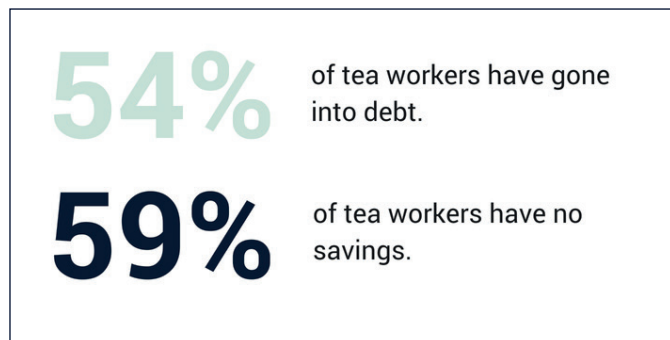 54%
of tea workers have gone
into debt.
59%
of tea workers have no
savings.